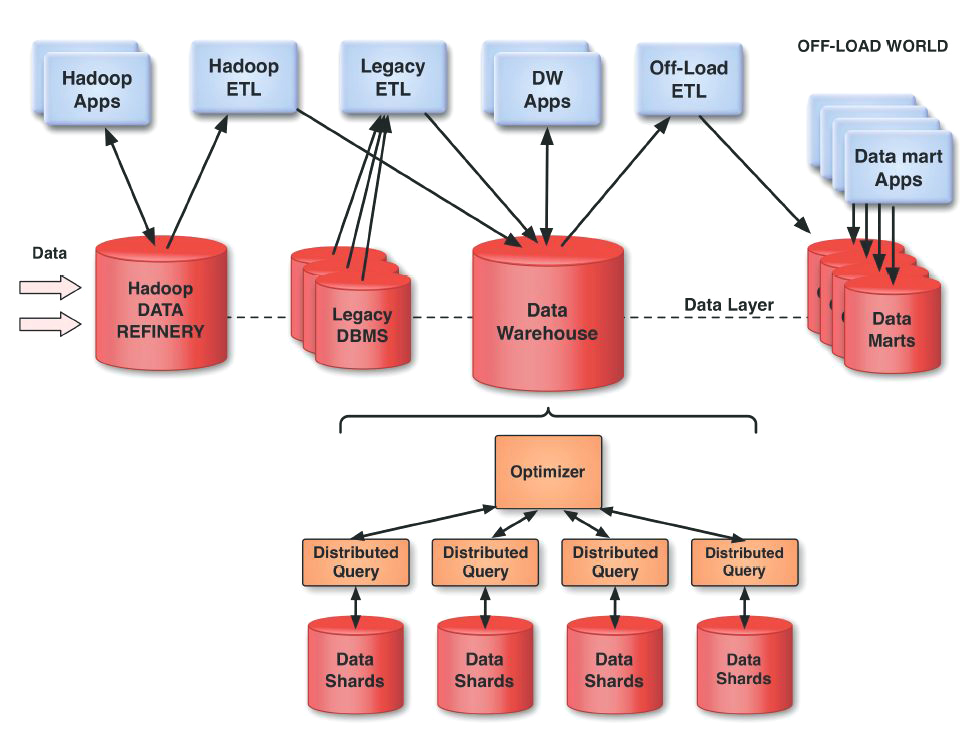 OFF-LOAD WORLD
Hadoop
Apps
Hadoop
ETL
Legacy
ETL
DW
Apps
Off-Load
ETL
Data mart
Apps
Data
Hadoop
DATA
REFINERY
Legacy
DBMS
Data
Warehouse
Data Layer
Data
Marts
Optimizer
Distributed
Query
Distributed
Query
Distributed
Query
Distributed
Query
Data
Shards
Data
Shards
Data
Shards
Data
Shards